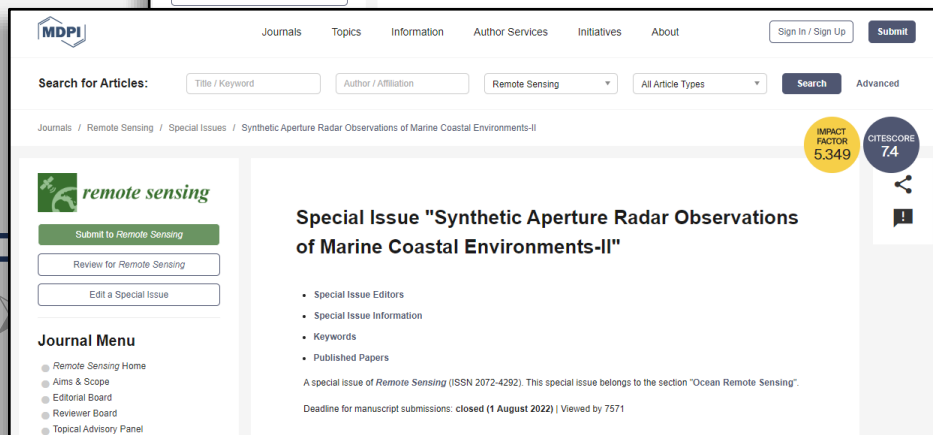 MDPI
Journals Topics Information Author Services Initiatives About
Sign In / Sign Up Submit
Search for Articles: Title / Keyword Author / Affiliation Remote Sensing All Article Types Search Advanced
Journals / Remote Sensing / Special Issues / Synthetic Aperture Radar Observations of Marine Coastal Environments-II
IMPACT
FACTOR
5.349
CITESCORE
7.4
remote sensing
Submit to Remote Sensing
Review for Remote Sensing
Edit a Special Issue
Journal Menu
Remote Sensing Home
Aims & Scope
Editorial Board
Reviewer Board
Topical Advisory Panel
Special Issue "Synthetic Aperture Radar Observations
of Marine Coastal Environments-II"
Special Issue Editors
Special Issue Information
Keywords
Published Papers
A special issue of Remote Sensing (ISSN 2072-4292). This special issue belongs to the section "Ocean Remote Sensing".
Deadline for manuscript submissions: closed (1 August 2022) | Viewed by 7571